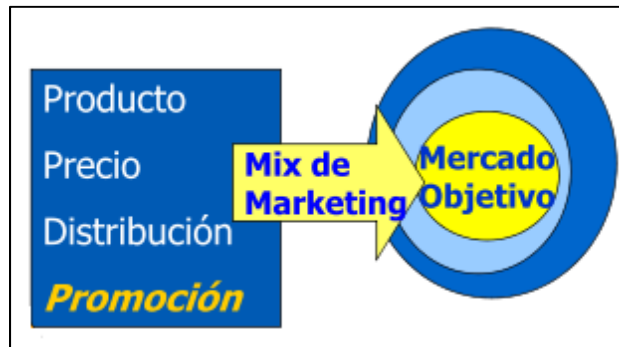 Producto
Precio
Distribución
Promoción
Mix de
Marketing
Mercado
Objetivo